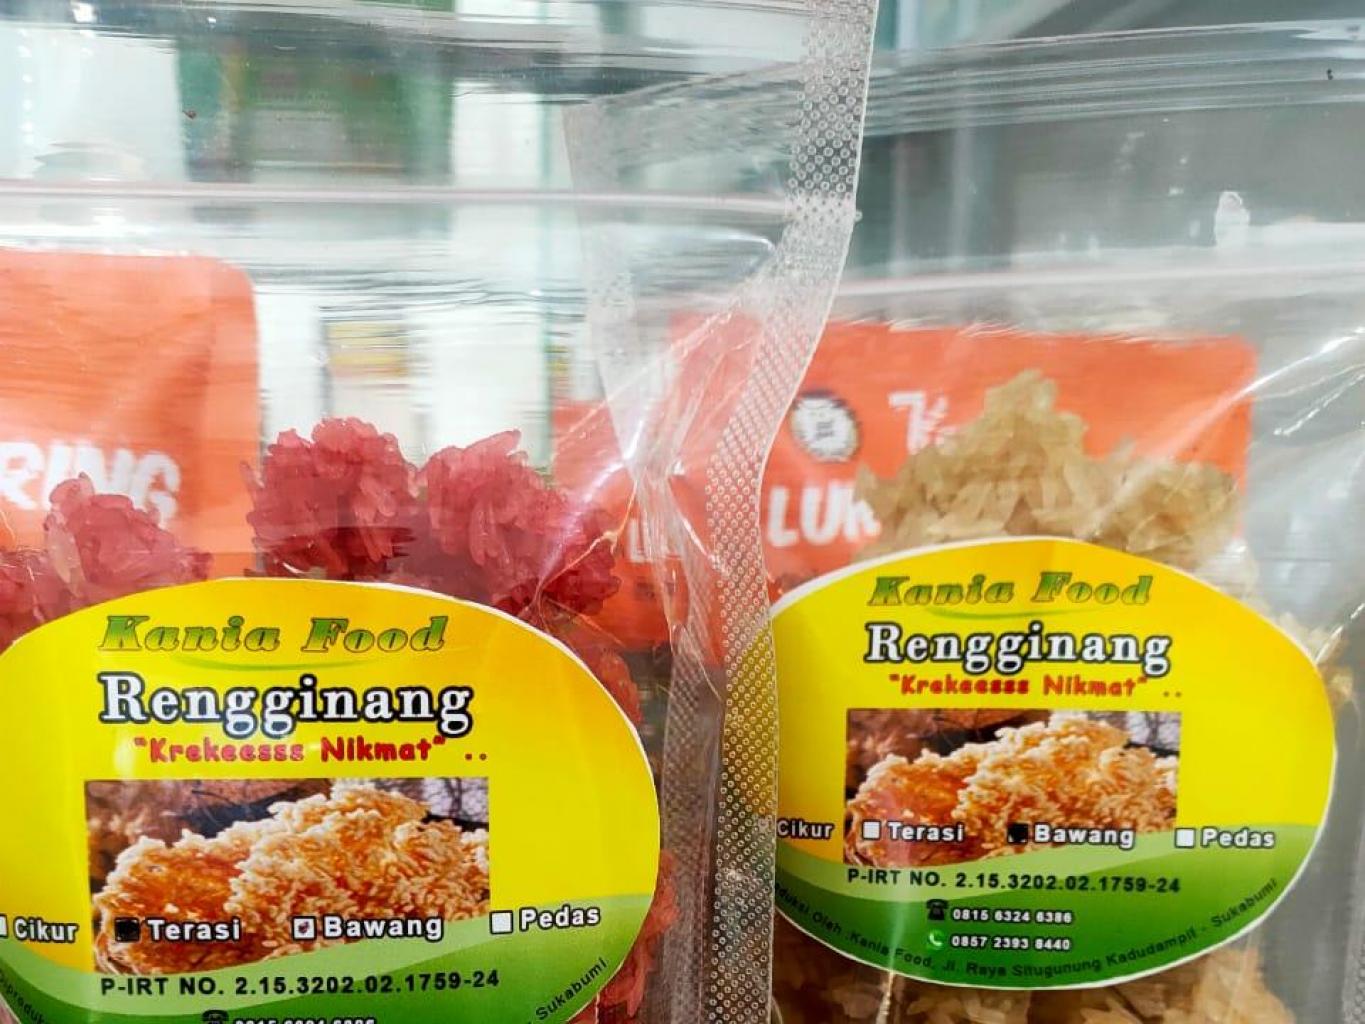 RING
7
LUK
Kania Food
Rengginang
"Krekeesss Nikmat" ..
Cikur Terasi Bawang Pedas
P-IRT NO. 2.15.3202.02.1759-24
Sukabumi
Kania Food
Rengginang
"Krekeesss Nikmat" ..
Cikur Terasi Bawang Pedas
P-IRT NO. 2.15.3202.02.1759-24
0815 6324 6386
0857 2393 8440
Oleh :Kania Food, Jl. Raya Situgunung Kadudampit - Sukabumi